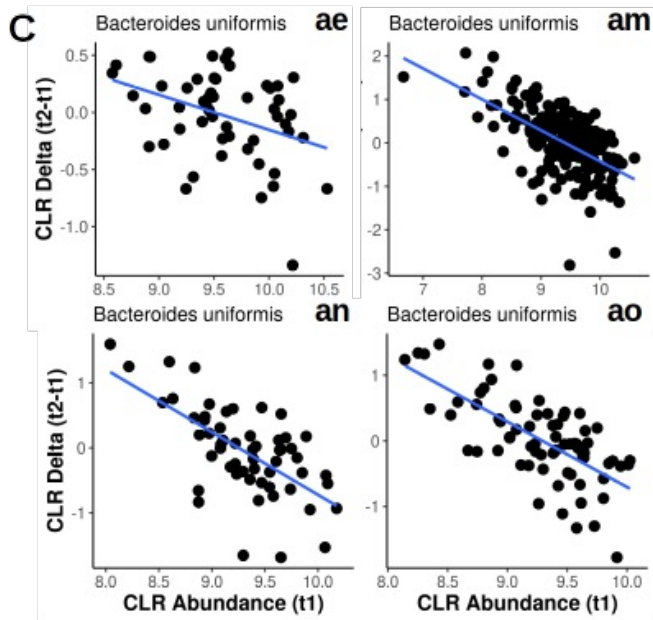 C
Bacteroides uniformis ae
Bacteroides uniformis am
CLR Delta (t2-t1)
0.5
0.0
-0.5
-1.0
8.5 9.0 9.5 10.0 10.5
2
1
0
-1
-2
-3
7 8 9 10
Bacteroides uniformis an
Bacteroides uniformis ao
CLR Delta (t2-t1)
1
0
-1
8.0 8.5 9.0 9.5 10.0
CLR Abundance (t1)
1
0
-1
8.0 8.5 9.0 9.5 10.0
CLR Abundance (t1)